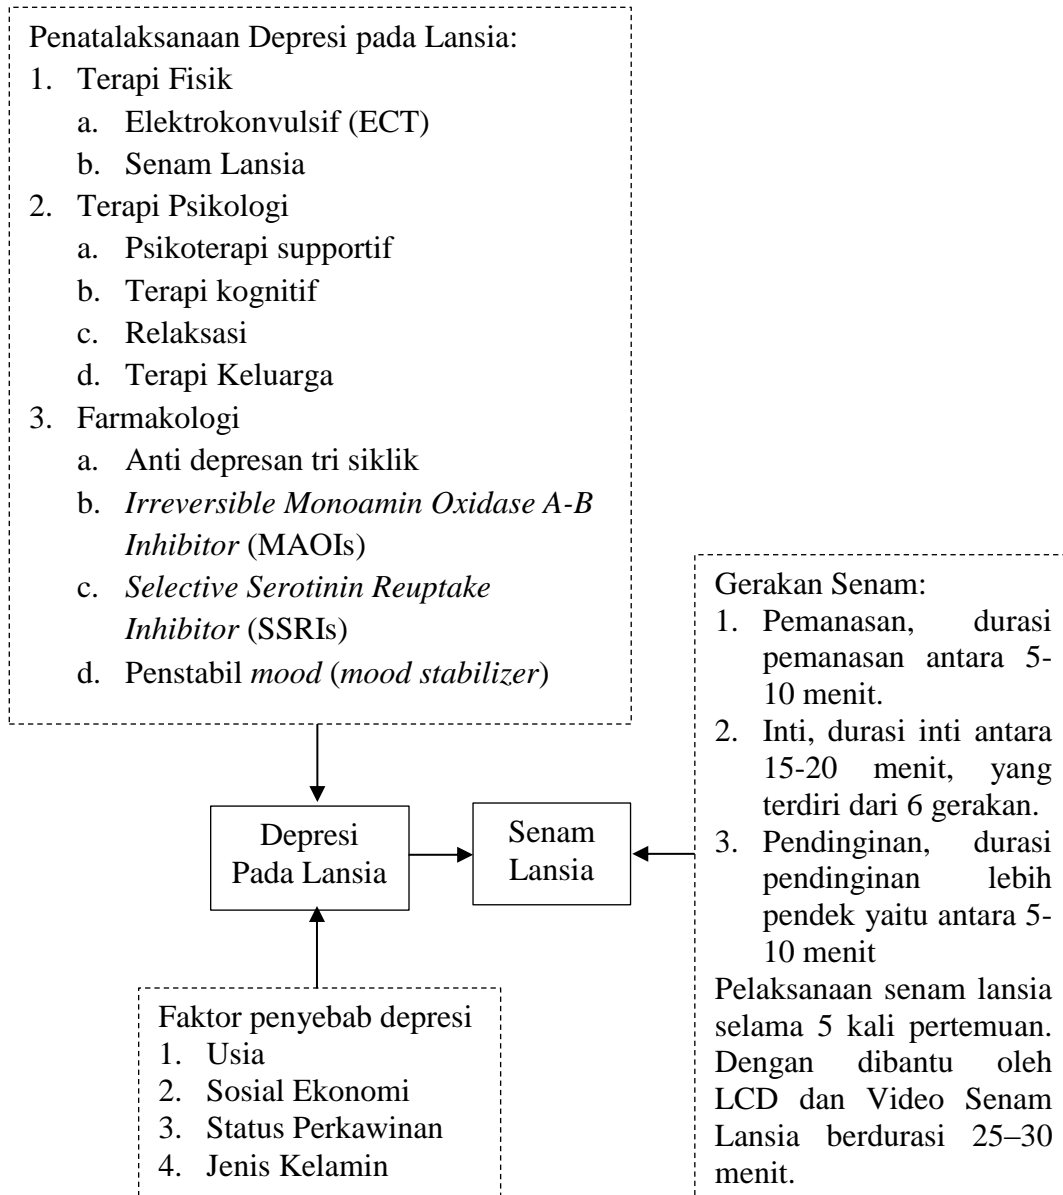 Penatalaksanaan Depresi pada Lansia:
1. Terapi Fisik
a. Elektrokonvulsif (ECT)
b. Senam Lansia
2. Terapi Psikologi
a. Psikoterapi supportif
b. Terapi kognitif
c. Relaksasi
d. Terapi Keluarga
3. Farmakologi
a. Anti depresan tri siklik
b. Irreversible Monoamin Oxidase A-B
Inhibitor (MAOIs)
c. Selective Serotinin Reuptake
Inhibitor (SSRIs)
d. Penstabil mood (mood stabilizer)
Depresi
Pada Lansia
Senam
Lansia
Gerakan Senam:
1. Pemanasan, durasi
pemanasan antara 5-
10 menit.
2. Inti, durasi inti antara
15-20 menit, yang
terdiri dari 6 gerakan.
3. Pendinginan, durasi
pendinginan lebih
pendek yaitu antara 5-
10 menit
Pelaksanaan senam lansia
selama 5 kali pertemuan.
Dengan dibantu oleh
LCD dan Video Senam
Lansia berdurasi 25–30
menit.
Faktor penyebab depresi
1. Usia
2. Sosial Ekonomi
3. Status Perkawinan
4. Jenis Kelamin